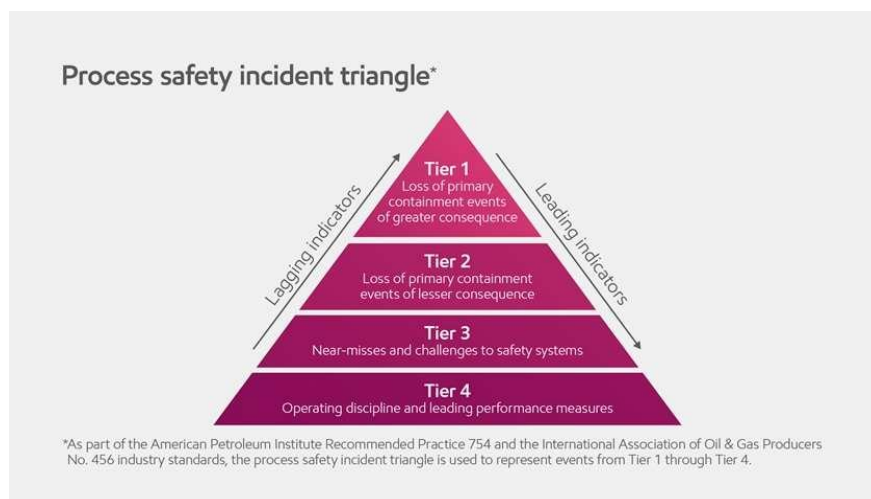 Process safety incident triangle*
Lagging indicators
Leading indicators
Tier 1
Loss of primary
containment events
of greater consequence
Tier 2
Loss of primary containment
events of lesser consequence
Tier 3
Near-misses and challenges to safety systems
Tier 4
Operating discipline and leading performance measures
*As part of the American Petroleum Institute Recommended Practice 754 and the International Association of Oil & Gas Producers
No. 456 industry standards, the process safety incident triangle is used to represent events from Tier 1 through Tier 4.